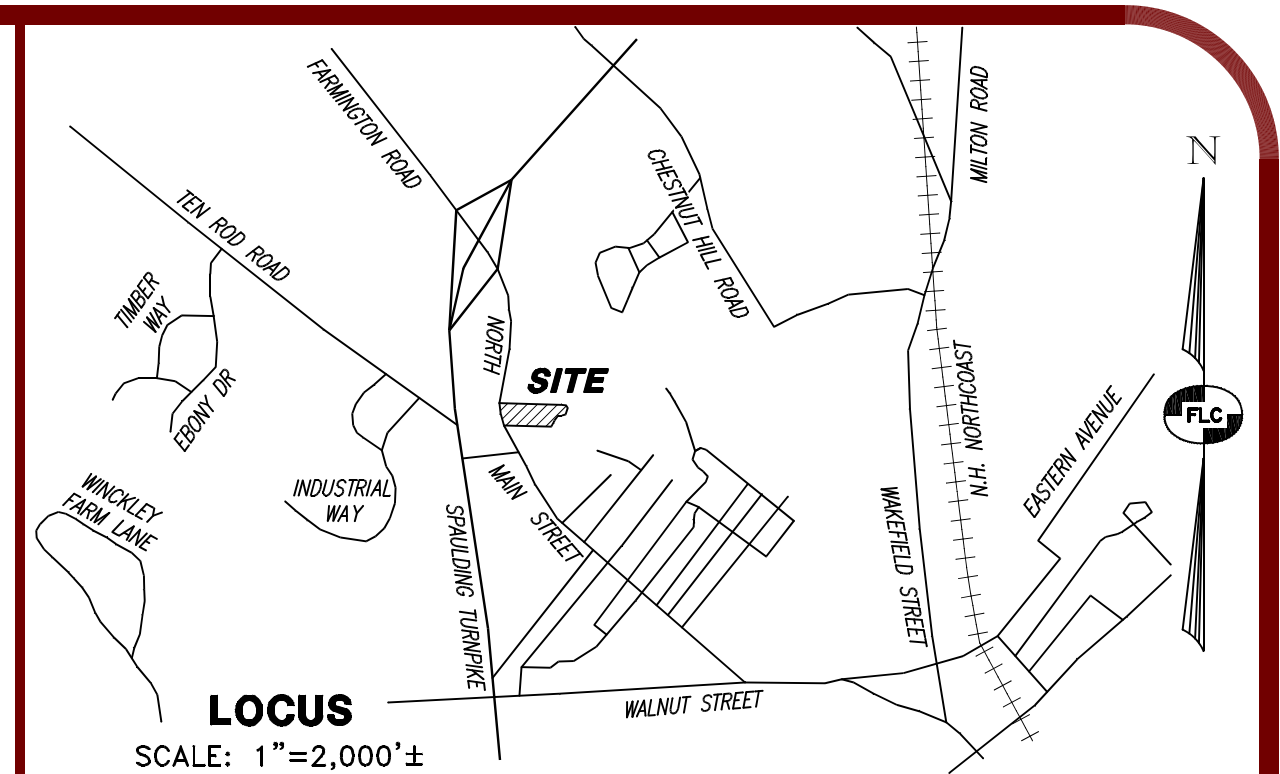 FARMINGTON ROAD
MILTON ROAD
N
CHESTNUT HILL ROAD
TEN ROD ROAD
TIMBER
WAY
NORTH
SITE
EBONY DR
N.H. NORTHCOAST
EASTERN AVENUE
FLC
WINCKLEY
FARM LANE
INDUSTRIAL
WAY
MAIN STREET
SPAULDING TURNPIKE
WAKEFIELD STREET
WALNUT STREET
LOCUS
SCALE: 1"=2,000'±